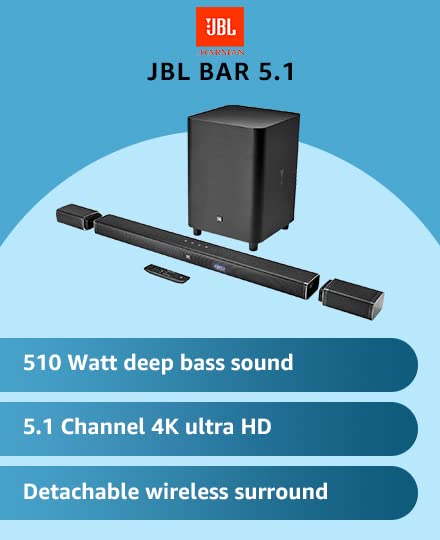 JBL
HARMAN
JBL BAR 5.1
JBL
510 Watt deep bass sound
5.1 Channel 4K ultra HD
Detachable wireless surround